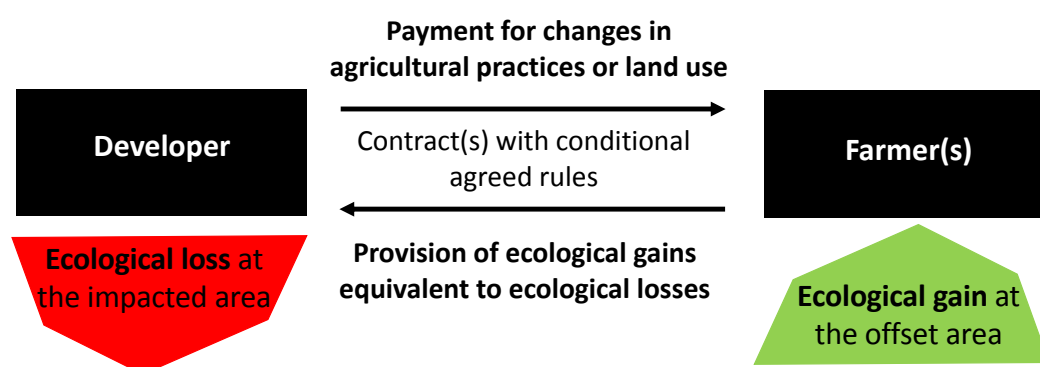 Payment for changes in
agricultural practices or land use
Developer
Contract(s) with conditional
agreed rules
Farmer(s)
Ecological loss at
the impacted area
Provision of ecological gains
equivalent to ecological losses
Ecological gain at
the offset area